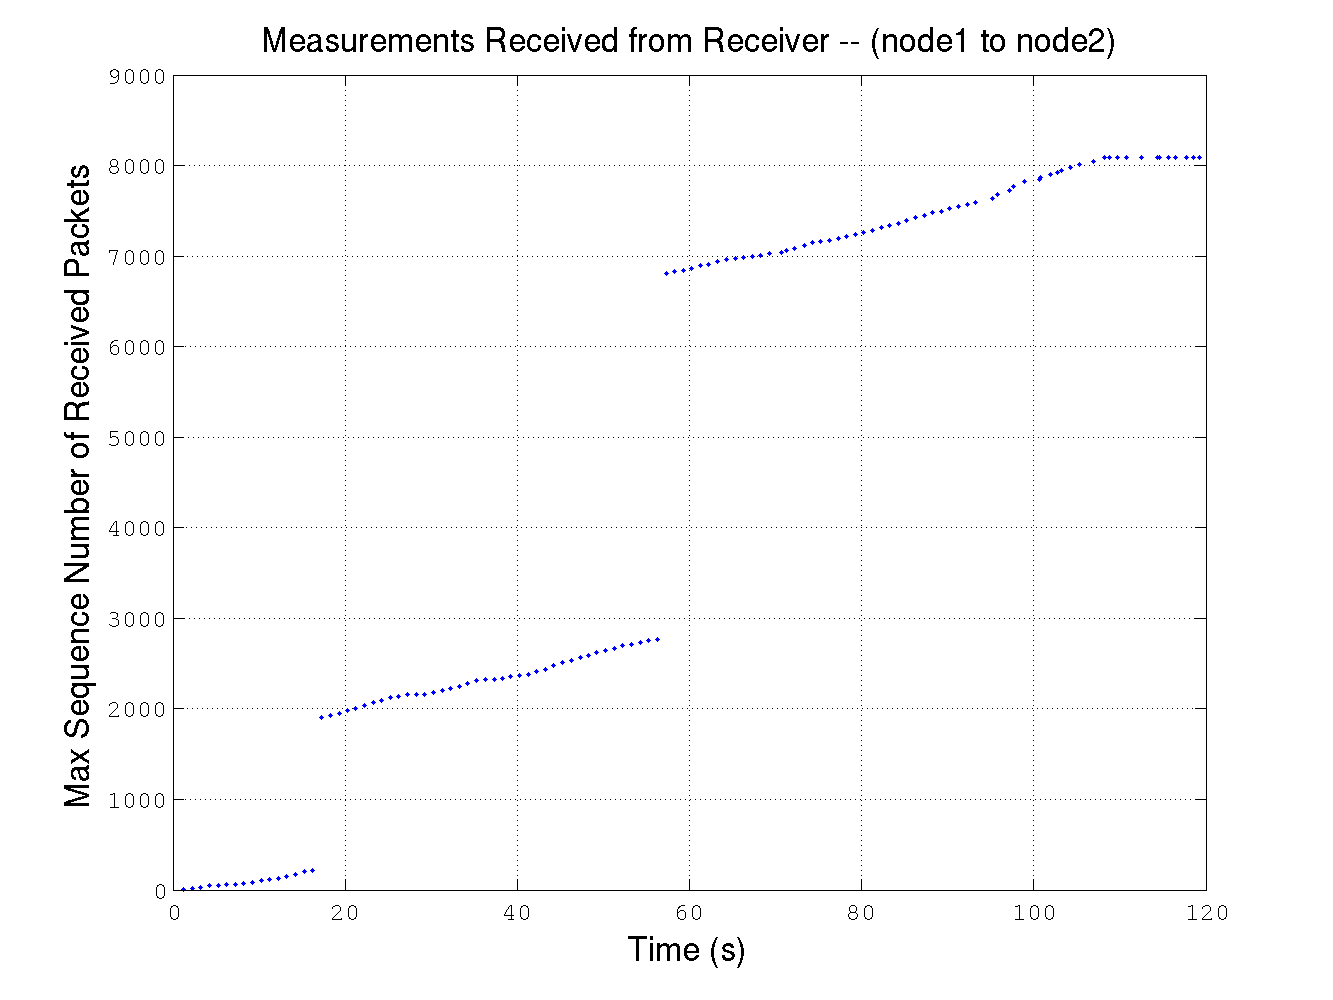 Measurements Received from Receiver -- (node1 to node2)
Max Sequence Number of Received Packets
9000
8000
7000
6000
5000
4000
3000
2000
1000
0
0 20 40 60 80 100 120
Time (s)